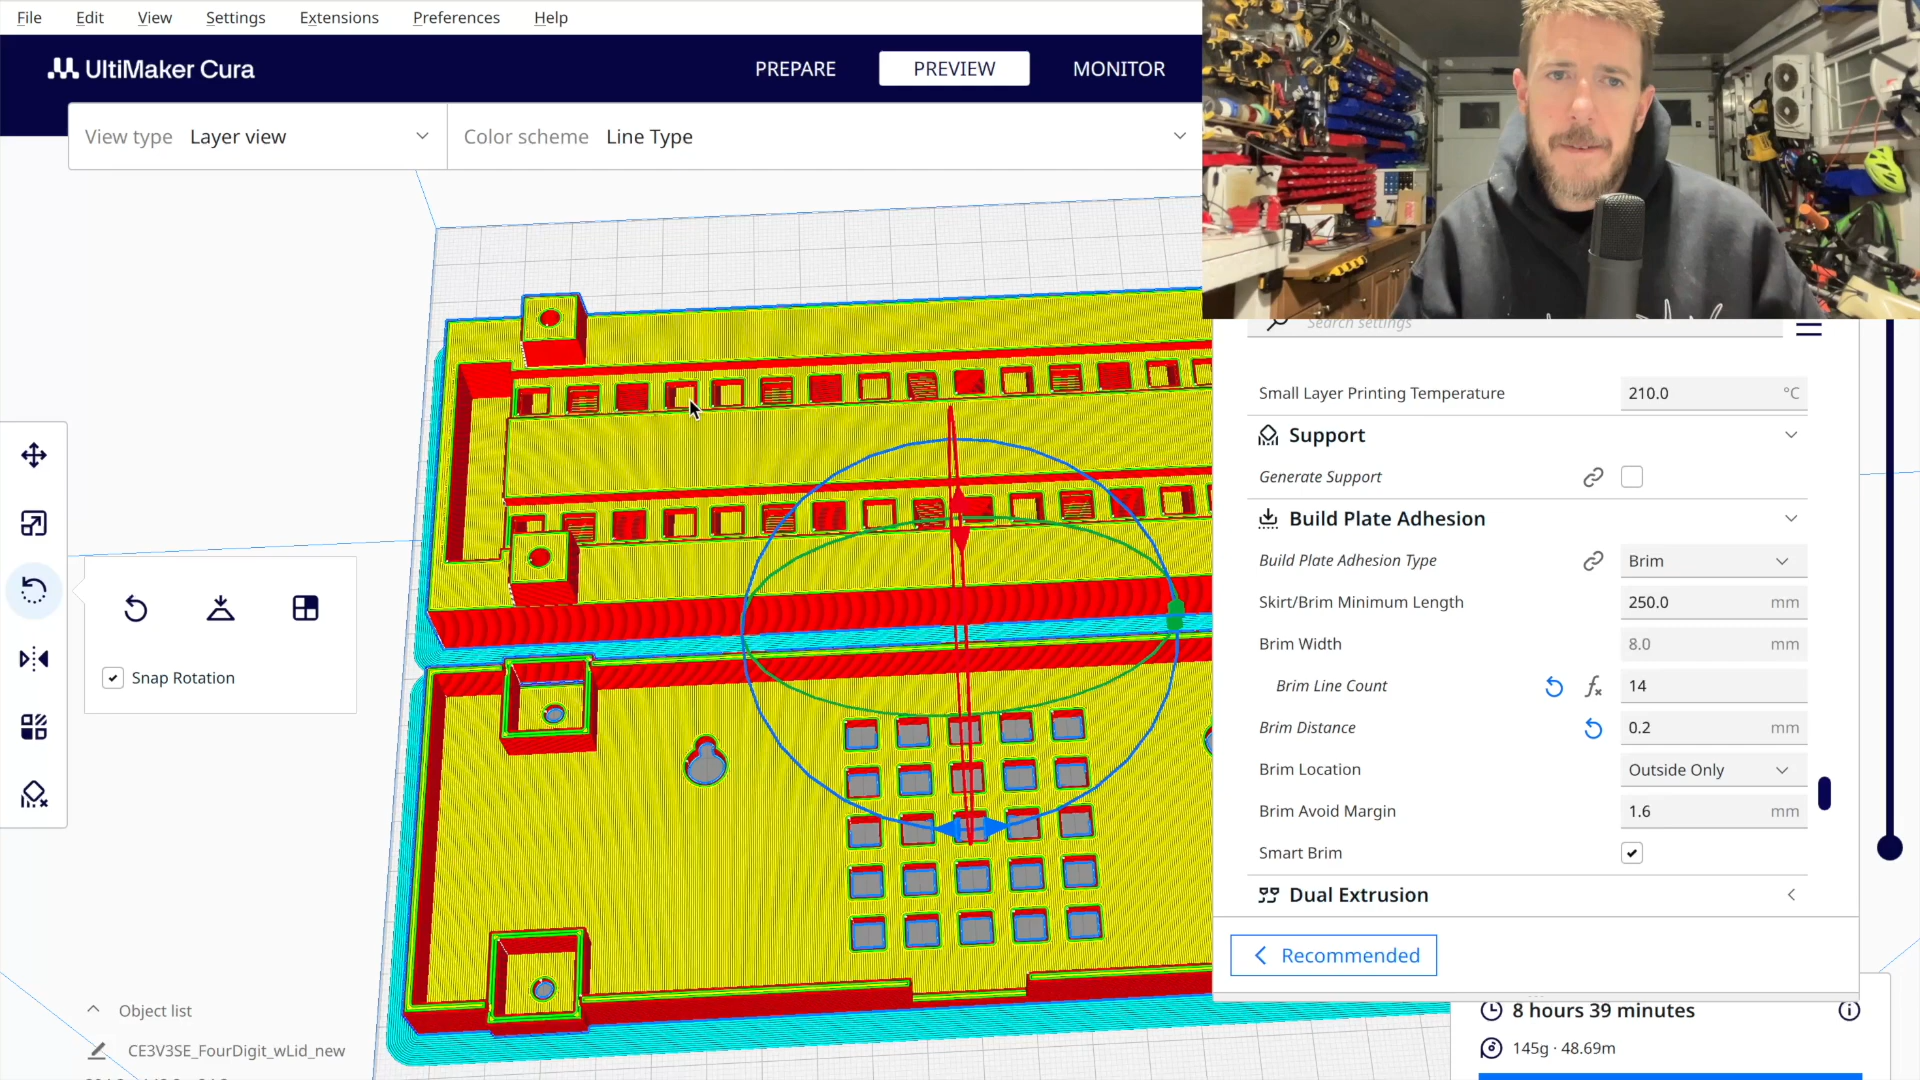 File Edit View Settings Extensions Preferences Help
UltiMaker Cura
PREPARE PREVIEW MONITOR
View type Layer view Color scheme Line Type
Search settings
Small Layer Printing Temperature 210.0 °C
Support
Generate Support
Build Plate Adhesion
Build Plate Adhesion Type Brim
Skirt/Brim Minimum Length 250.0 mm
Brim Width 8.0 mm
Brim Line Count 14
Brim Distance 0.2 mm
Brim Location Outside Only
Brim Avoid Margin 1.6 mm
Smart Brim
Dual Extrusion
Recommended
Snap Rotation
Object list
CE3V3SE_FourDigit_wLid_new
8 hours 39 minutes
145g · 48.69m